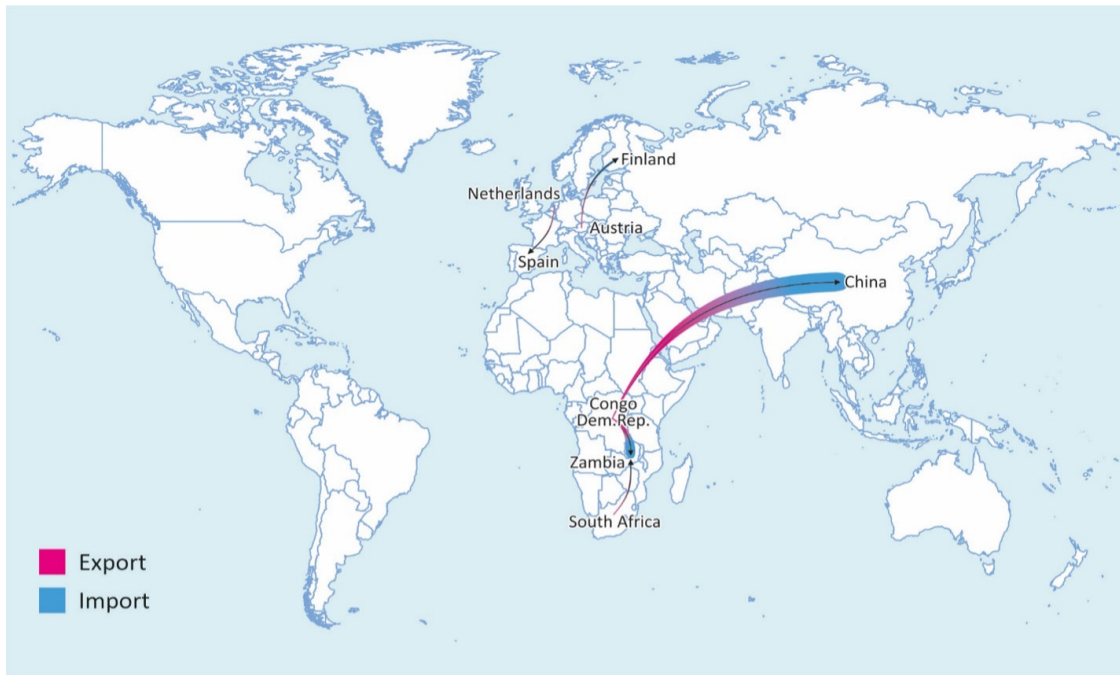 Finland
Netherlands
Austria
Spain
China
Congo
Dem.Rep.
Zambia
South Africa
Export
Import